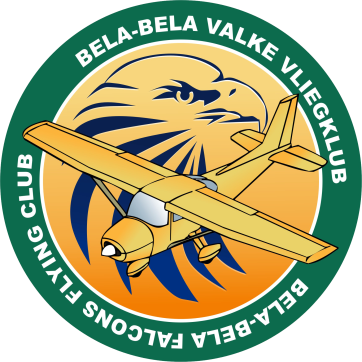 BELA-BELA VALKE VLIEGKLUB
BELA-BELA FALCONS FLYING CLUB